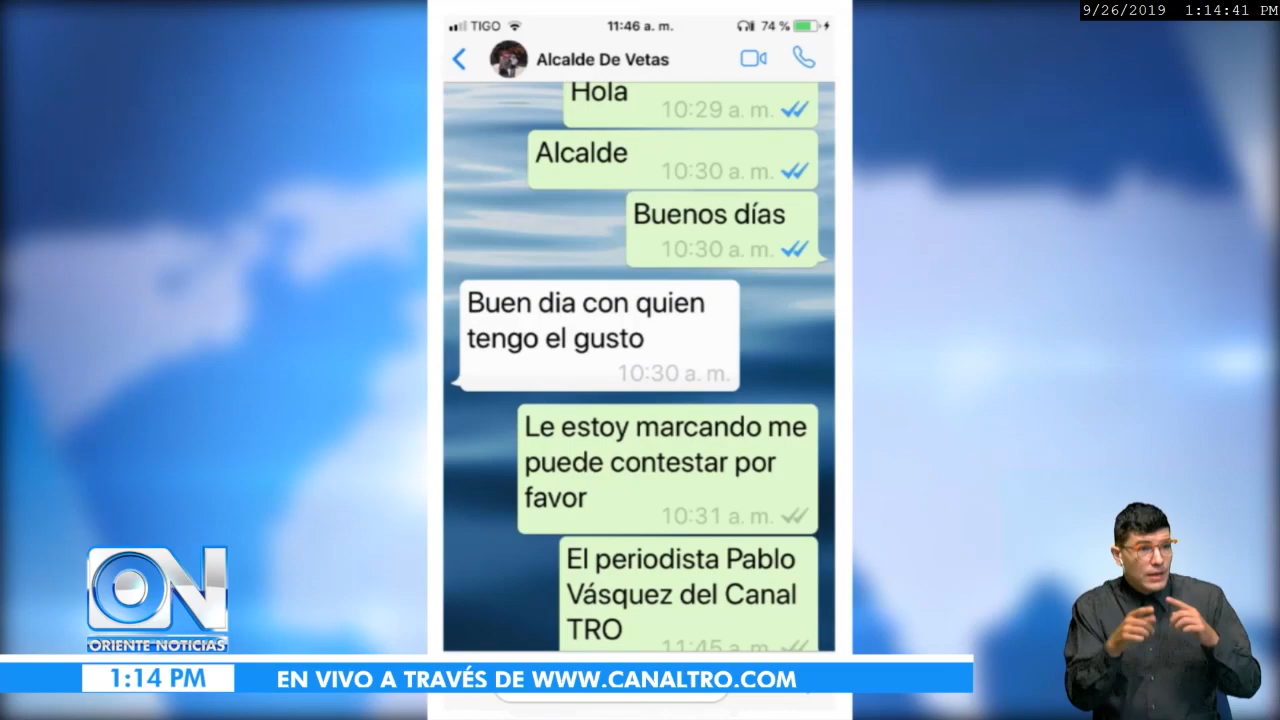 9/26/2019 1:14:41 PM
TIGO 11:46 a. m. 74 %
Alcalde De Vetas
Hola
10:29 a. m.
Alcalde
10:30 a. m.
Buenos días
10:30 a. m.
Buen dia con quien
tengo el gusto
10:30 a. m.
Le estoy marcando me
puede contestar por
favor
10:31 a. m.
El periodista Pablo
Vásquez del Canal
TRO
11:45 a. m.
ON
ORIENTE NOTICIAS
1:14 PM EN VIVO A TRAVÉS DE WWW.CANALTRO.COM